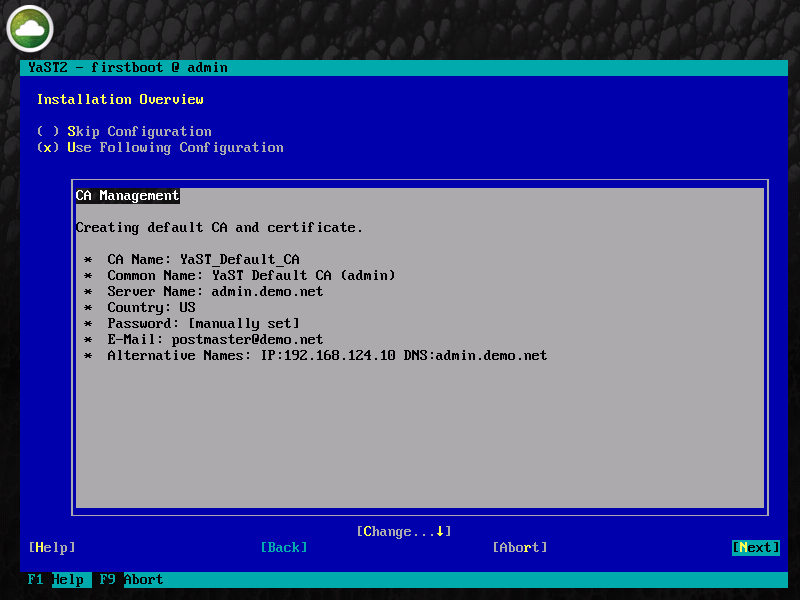 YaST2 - firstboot @ admin
Installation Overview
( ) Skip Configuration
(x) Use Following Configuration
CA Management
Creating default CA and certificate.
* CA Name: YaST_Default_CA
* Common Name: YaST Default CA (admin)
* Server Name: admin.demo.net
* Country: US
* Password: [manually set]
* E-Mail: postmaster@demo.net
* Alternative Names: IP:192.168.124.10 DNS:admin.demo.net
[Change...↓]
[Help] [Back] [Abort] [Next]
F1 Help F9 Abort